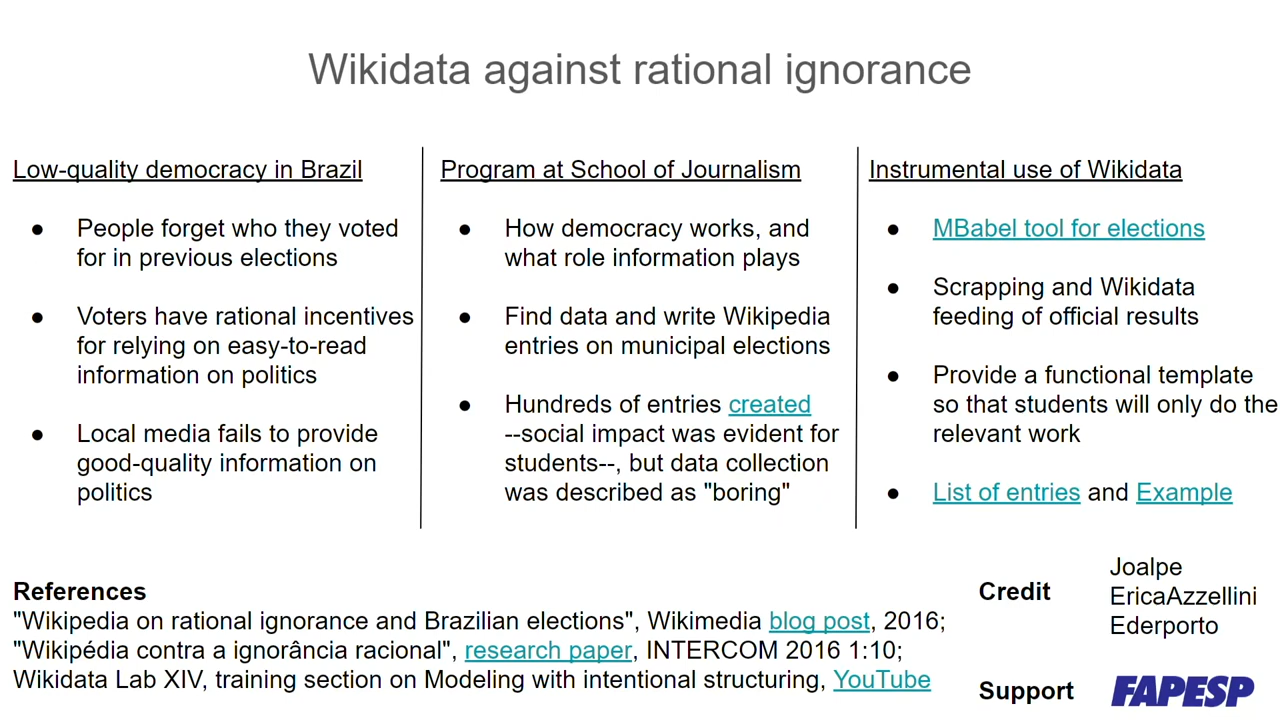 Wikidata against rational ignorance
Low-quality democracy in Brazil
● People forget who they voted
for in previous elections
● Voters have rational incentives
for relying on easy-to-read
information on politics
● Local media fails to provide
good-quality information on
politics
Program at School of Journalism
● How democracy works, and
what role information plays
● Find data and write Wikipedia
entries on municipal elections
● Hundreds of entries created
--social impact was evident for
students--, but data collection
was described as "boring"
Instrumental use of Wikidata
● MBabel tool for elections
● Scrapping and Wikidata
feeding of official results
● Provide a functional template
so that students will only do the
relevant work
● List of entries and Example
References
"Wikipedia on rational ignorance and Brazilian elections", Wikimedia blog post, 2016;
"Wikipédia contra a ignorância racional", research paper, INTERCOM 2016 1:10;
Wikidata Lab XIV, training section on Modeling with intentional structuring, YouTube
Credit
Joalpe
EricaAzzellini
Ederporto
Support
FAPESP